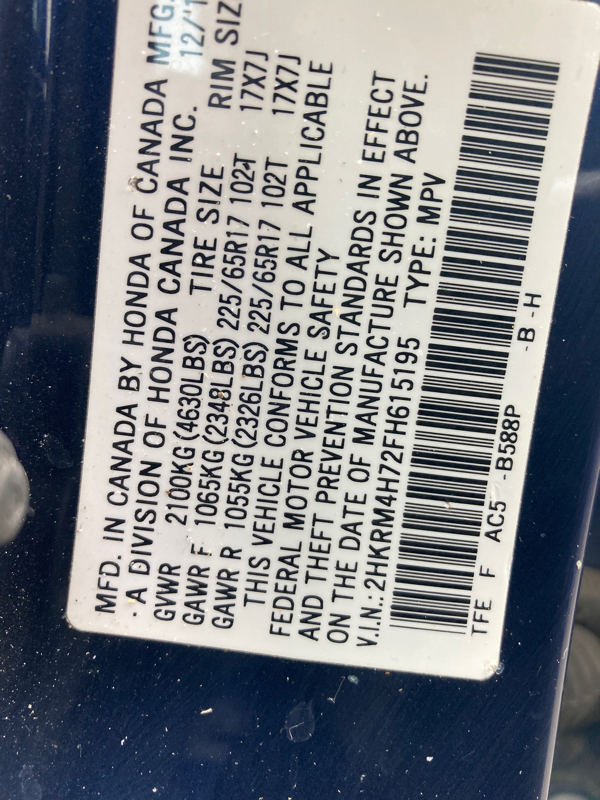 MFD. IN CANADA BY HONDA OF CANADA MFG.
A DIVISION OF HONDA CANADA INC. 12/'1
GVWR 2100KG (4630LBS) TIRE SIZE RIM SIZ
GAWR F 1065KG (2348LBS) 225/65R17 102T 17X7J
GAWR R 1055KG (2326LBS) 225/65R17 102T 17X7J
THIS VEHICLE CONFORMS TO ALL APPLICABLE
FEDERAL MOTOR VEHICLE SAFETY
AND THEFT PREVENTION STANDARDS IN EFFECT
ON THE DATE OF MANUFACTURE SHOWN ABOVE.
V.I.N.: 2HKRM4H72FH615195 TYPE: MPV
TFE F AC5 -B588P -B -H